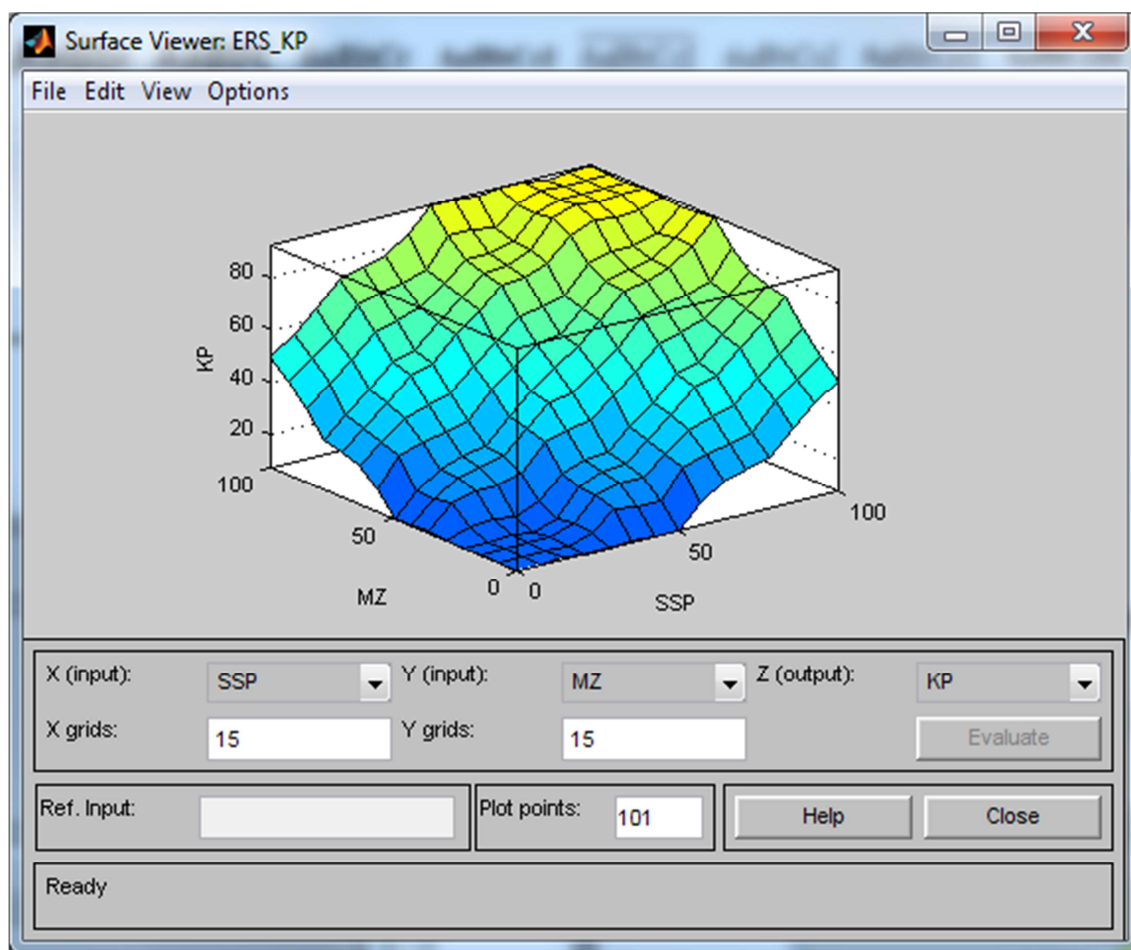 Surface Viewer: ERS_KP
File Edit View Options
80
60
40
20
KP
100
50
0
MZ
0
50
100
SSP
X (input): SSP Y (input): MZ Z (output): KP
X grids: 15 Y grids: 15 Evaluate
Ref. Input: Plot points: 101 Help Close
Ready